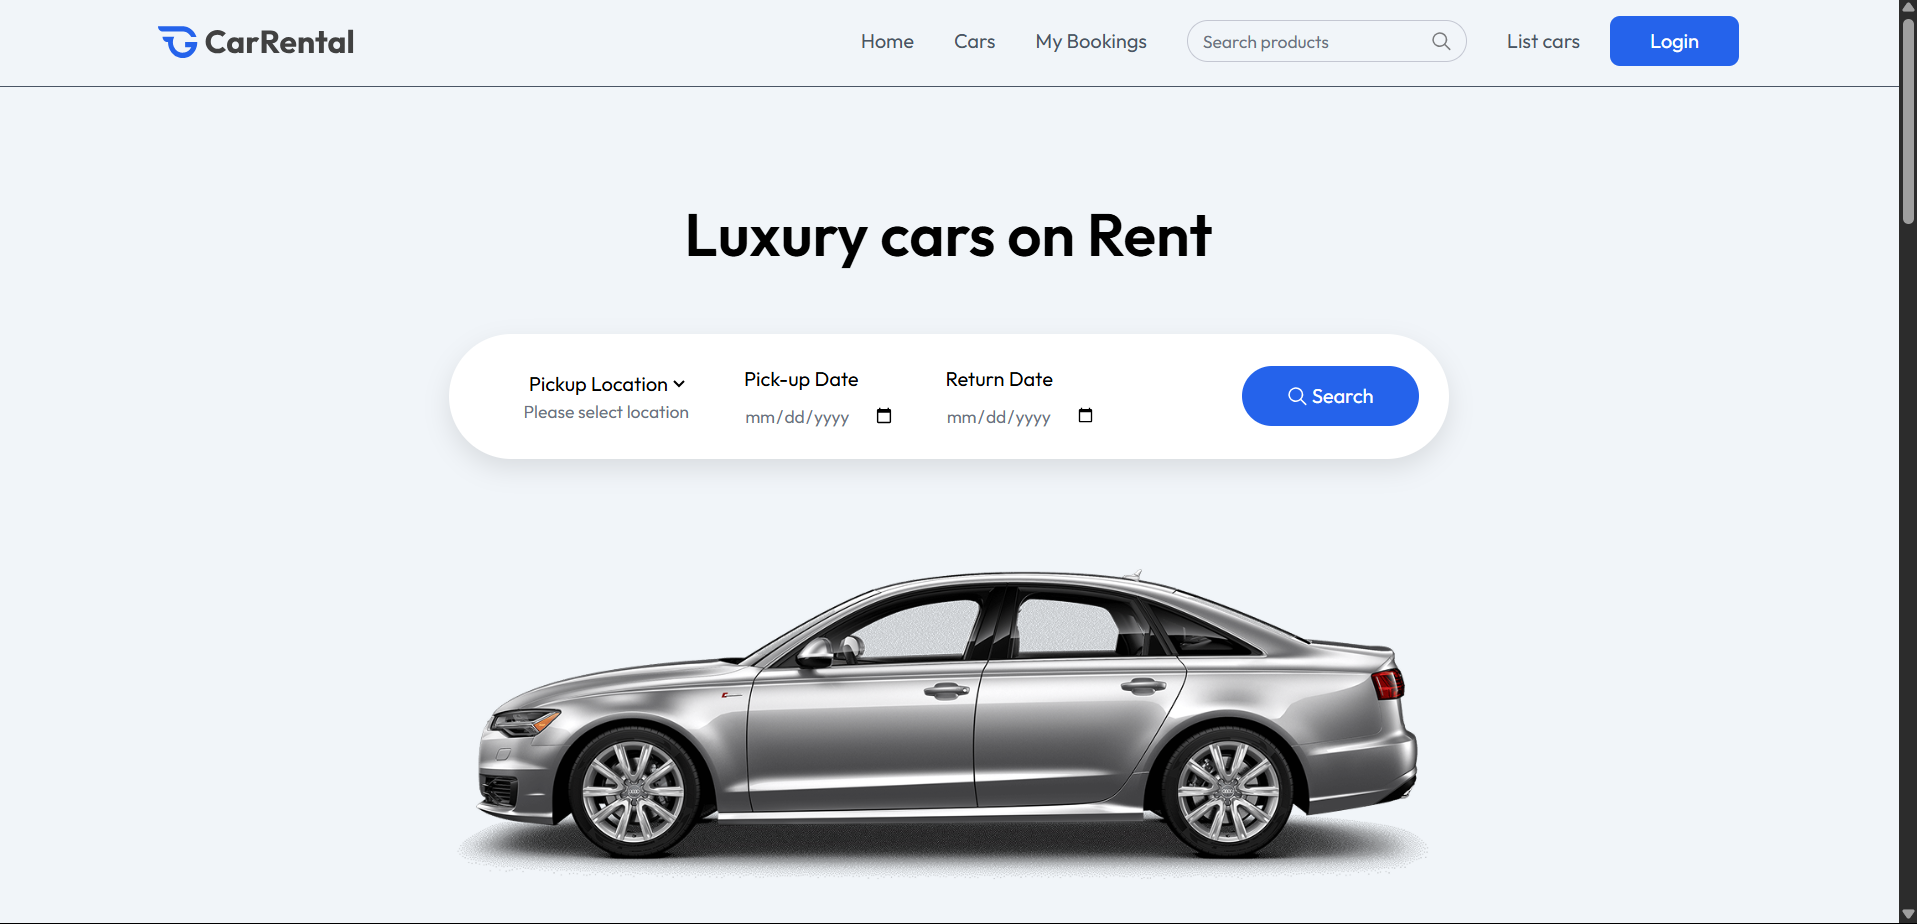 CarRental
Home
Cars
My Bookings
Search products
List cars
Login
Luxury cars on Rent
Pickup Location
Please select location
Pick-up Date
mm/dd/yyyy
Return Date
mm/dd/yyyy
Search